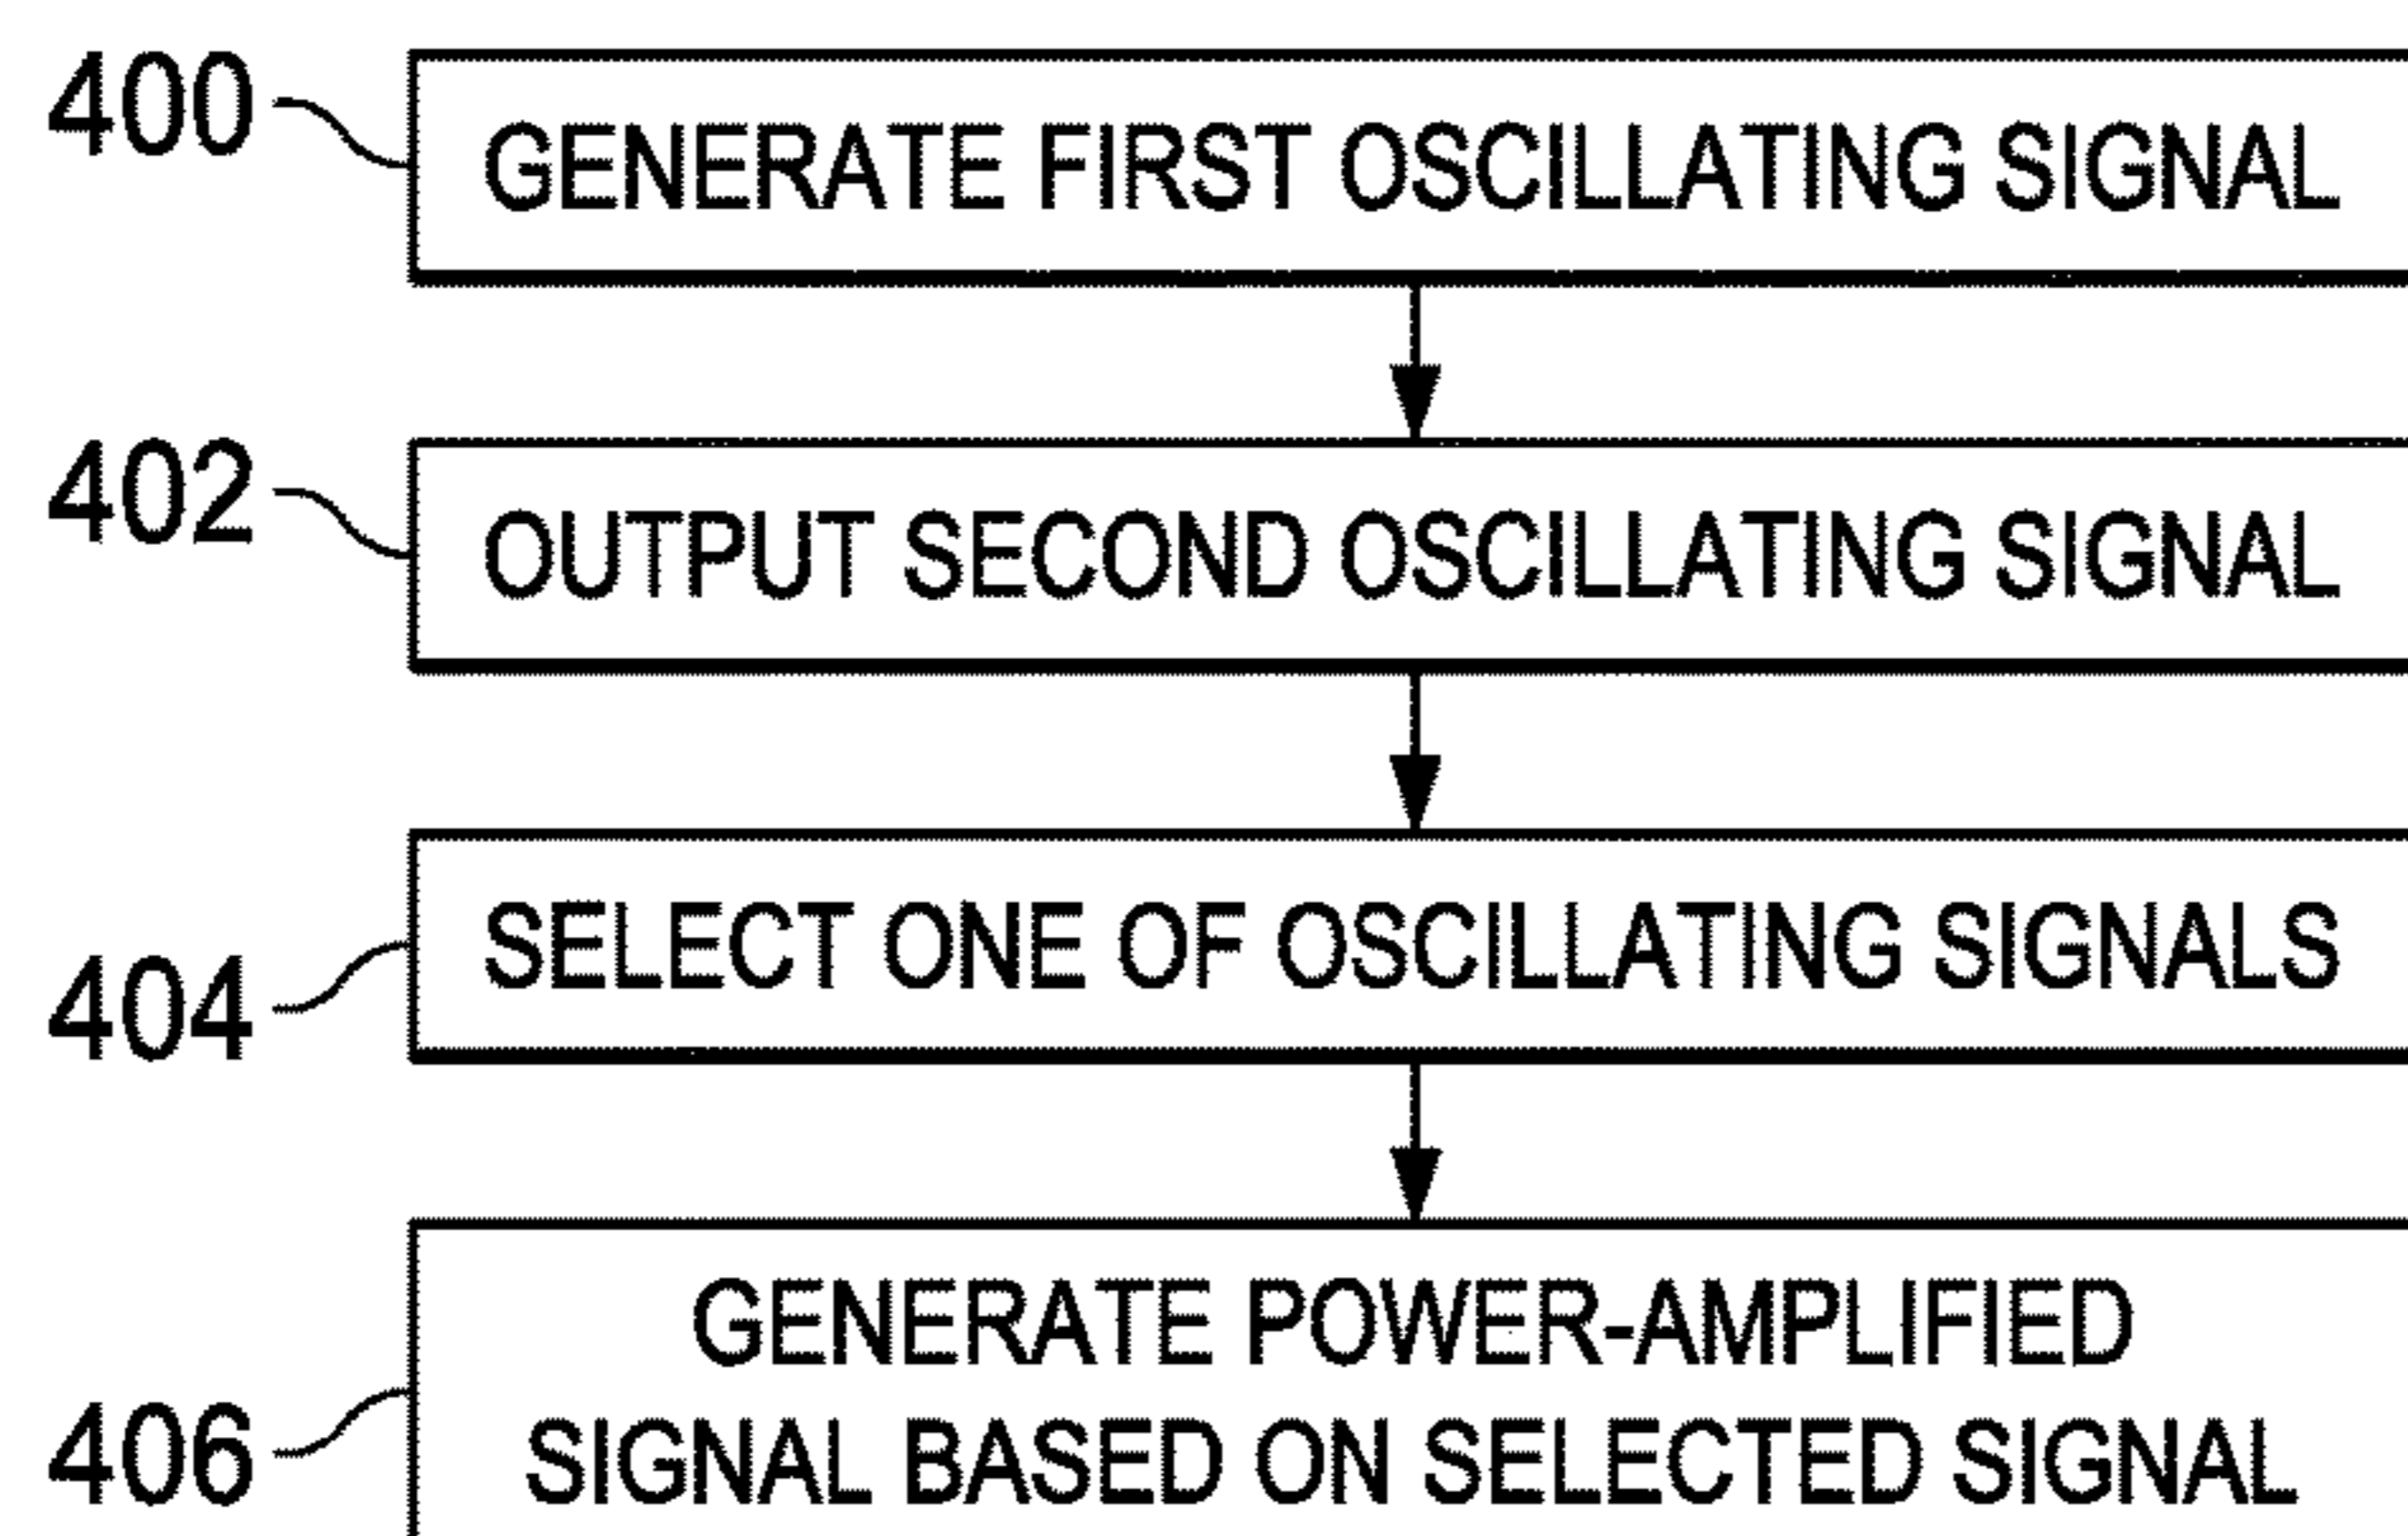 400
GENERATE FIRST OSCILLATING SIGNAL
402
OUTPUT SECOND OSCILLATING SIGNAL
404
SELECT ONE OF OSCILLATING SIGNALS
406
GENERATE POWER-AMPLIFIED
SIGNAL BASED ON SELECTED SIGNAL